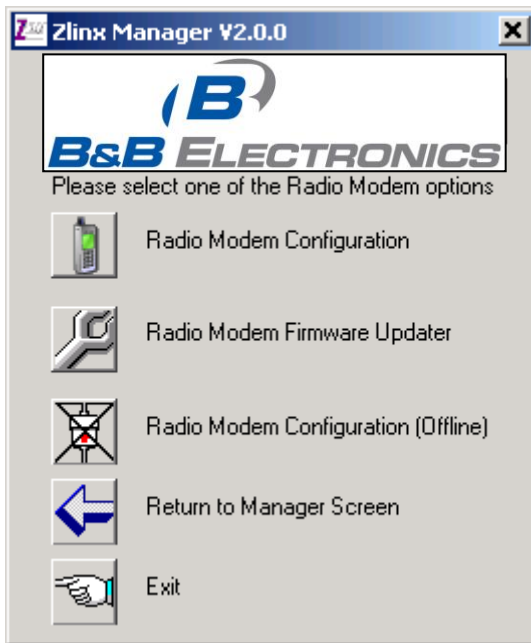 Zlinx Manager V2.0.0
B
B&B ELECTRONICS
Please select one of the Radio Modem options
Radio Modem Configuration
Radio Modem Firmware Updater
Radio Modem Configuration (Offline)
Return to Manager Screen
Exit